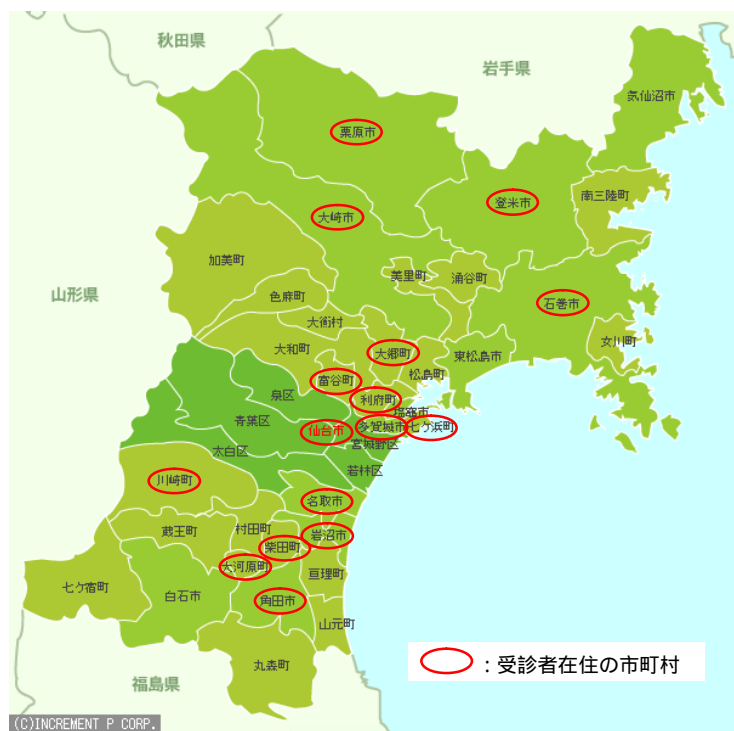 秋田県
岩手県
気仙沼市
栗原市
南三陸町
登米市
大崎市
加美町
美里町
涌谷町
山形県
色麻町
石巻市
大衡村
女川町
大和町
大郷町
東松島市
松島町
富谷町
泉区
利府町
塩竈市
青葉区
仙台市
多賀城市
七ケ浜町
宮城野区
太白区
若林区
川崎町
名取市
蔵王町
村田町
岩沼市
柴田町
大河原町
亘理町
七ケ宿町
白石市
角田市
山元町
丸森町
:受診者在住の市町村
福島県
(C)INCREMENT P CORP.